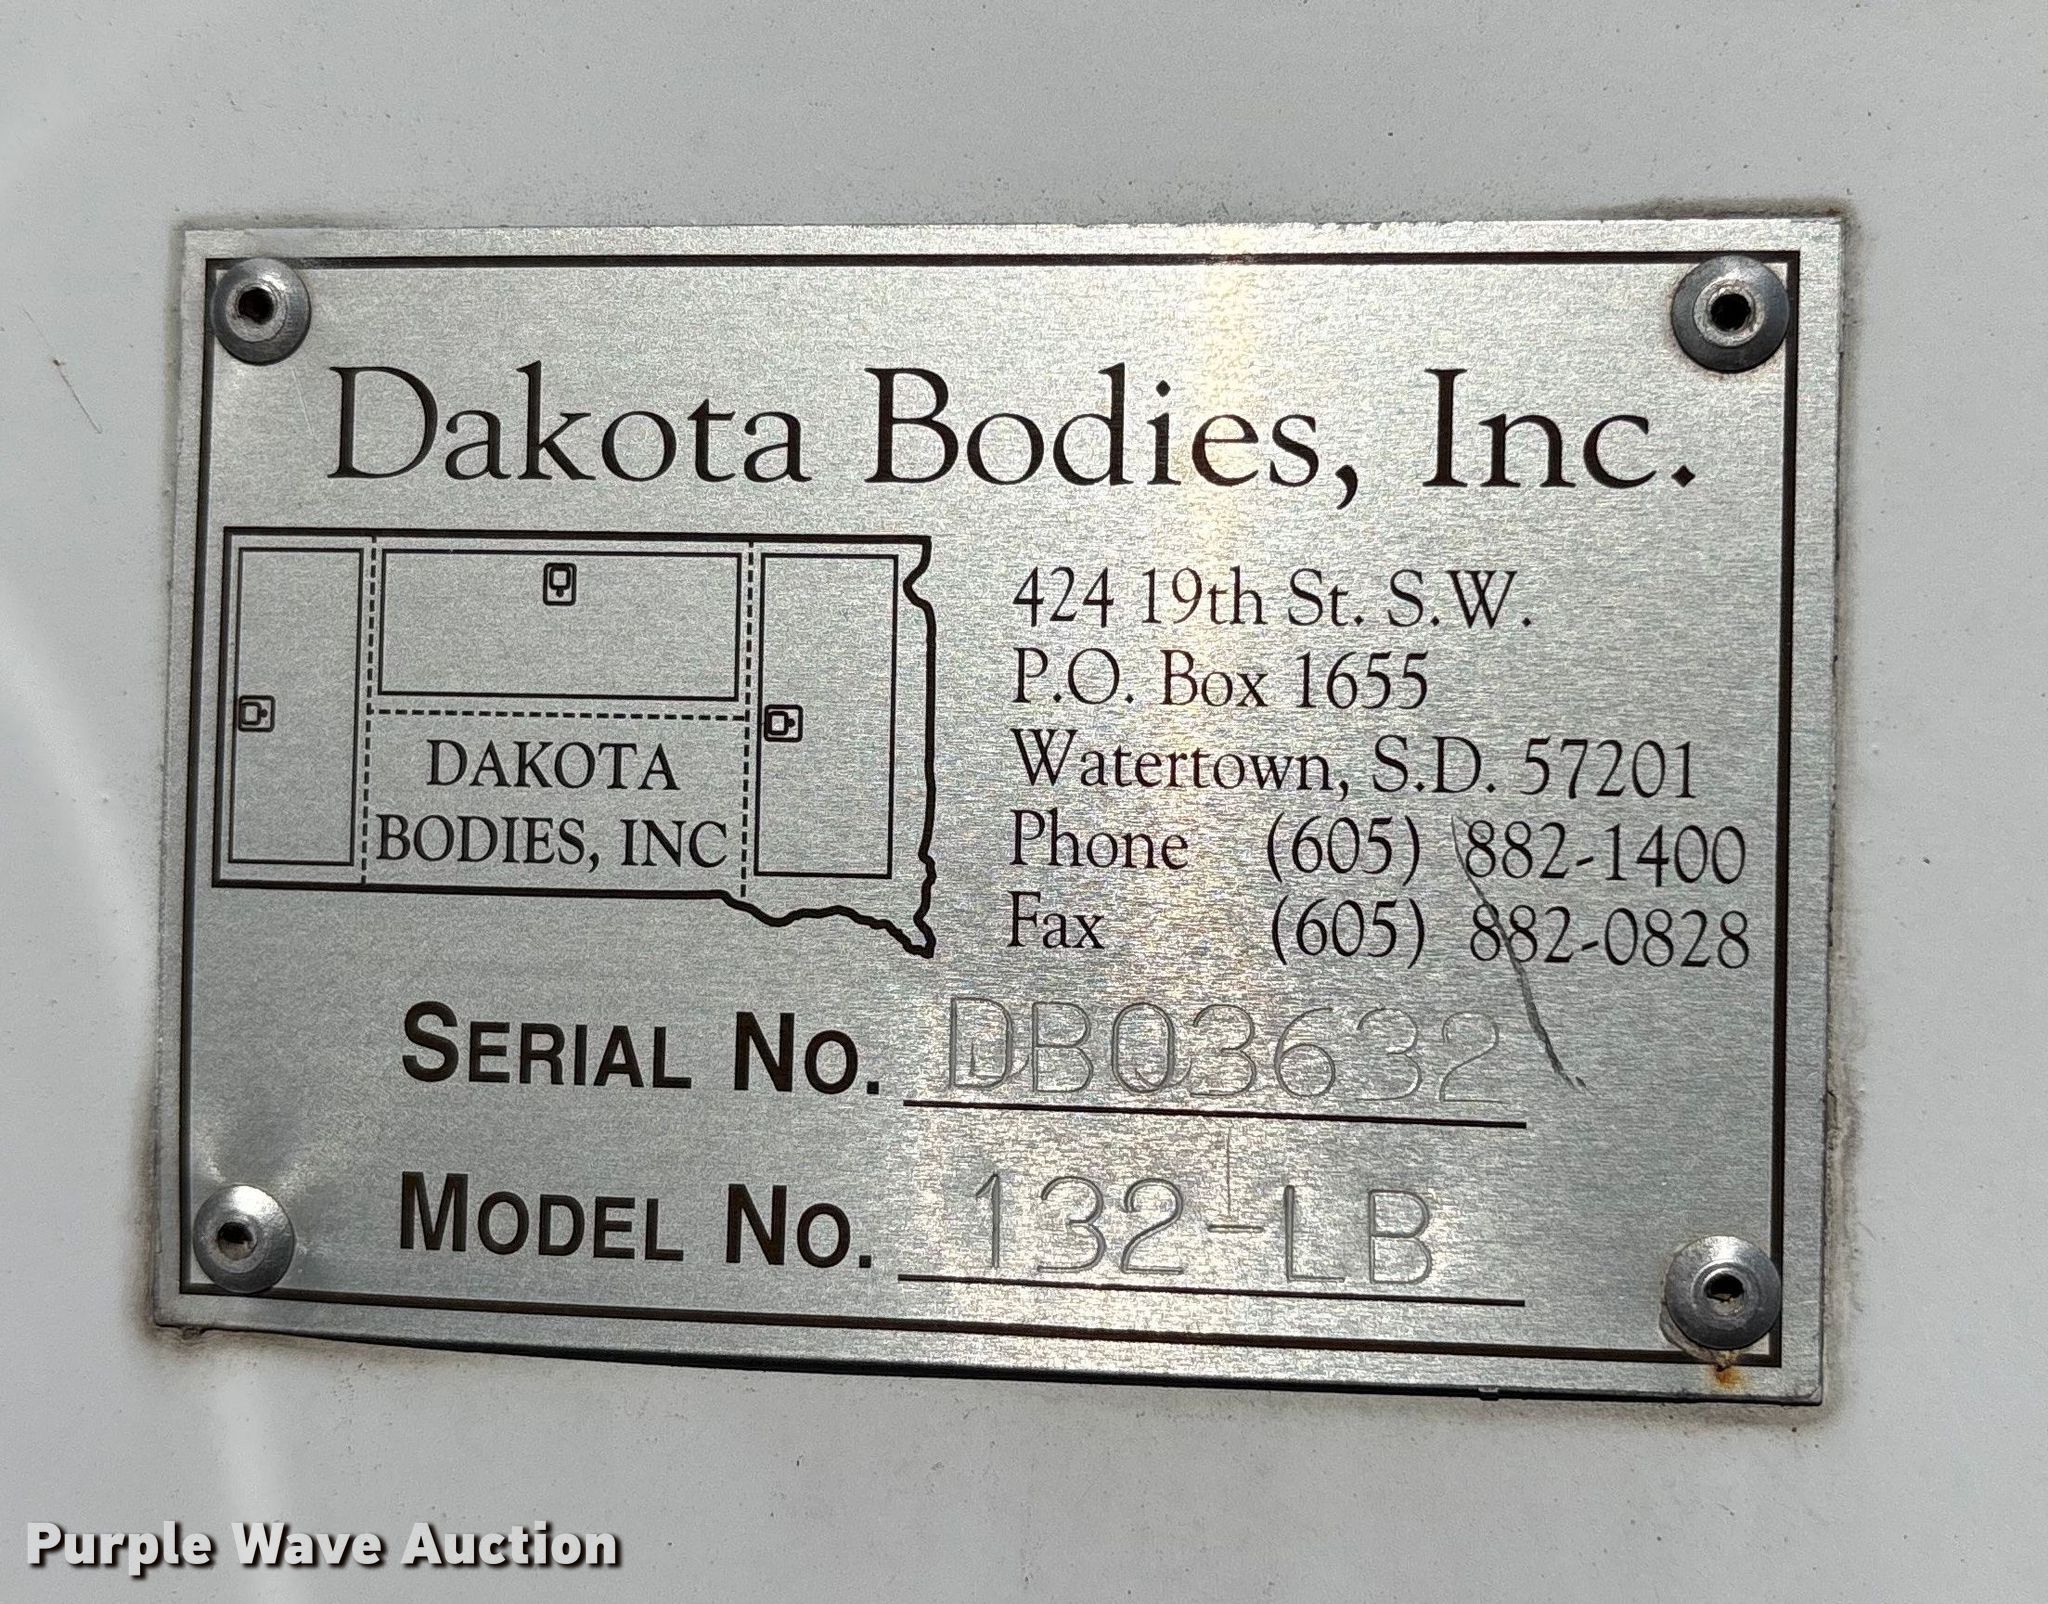 Dakota Bodies, Inc.
DAKOTA
BODIES, INC
424 19th St. S.W.
P.O. Box 1655
Watertown, S.D. 57201
Phone (605) 882-1400
Fax (605) 882-0828
SERIAL NO. DB03632
MODEL NO. 132-LB
Purple Wave Auction